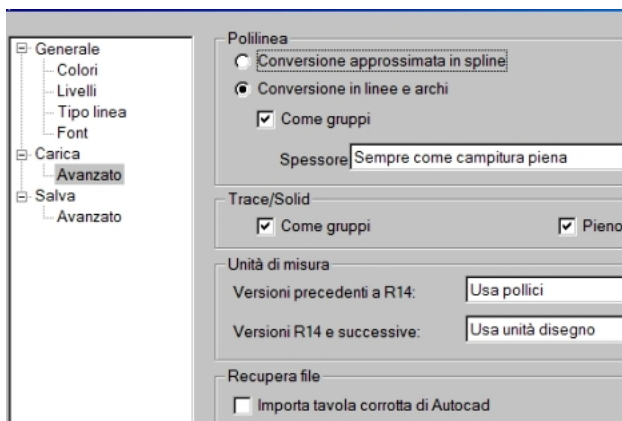 Generale
Colori
Livelli
Tipo linea
Font
Carica
Avanzato
Salva
Avanzato
Polilinea
Conversione approssimata in spline
Conversione in linee e archi
Come gruppi
Spessore Sempre come campitura piena
Trace/Solid
Come gruppi Pieno
Unità di misura
Versioni precedenti a R14: Usa pollici
Versioni R14 e successive: Usa unità disegno
Recupera file
Importa tavola corrotta di Autocad